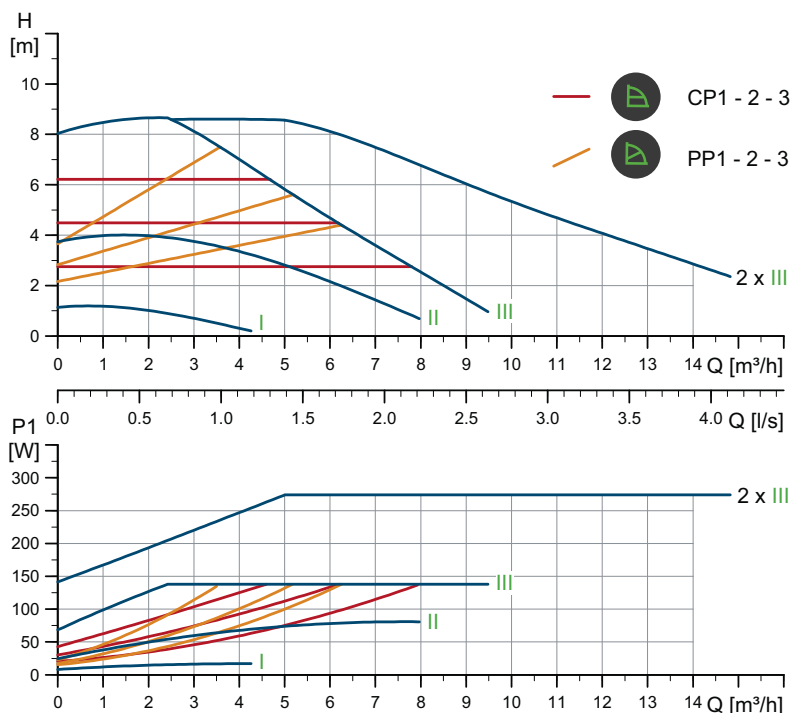 H
[m]
10
8
6
4
2
0
CP1 - 2 - 3
PP1 - 2 - 3
I
II
III
2 x III
0 1 2 3 4 5 6 7 8 9 10 11 12 13 14 Q [m³/h]
0.0 0.5 1.0 1.5 2.0 2.5 3.0 3.5 4.0 Q [l/s]
P1
[W]
300
250
200
150
100
50
0
2 x III
III
II
I
0 1 2 3 4 5 6 7 8 9 10 11 12 13 14 Q [m³/h]